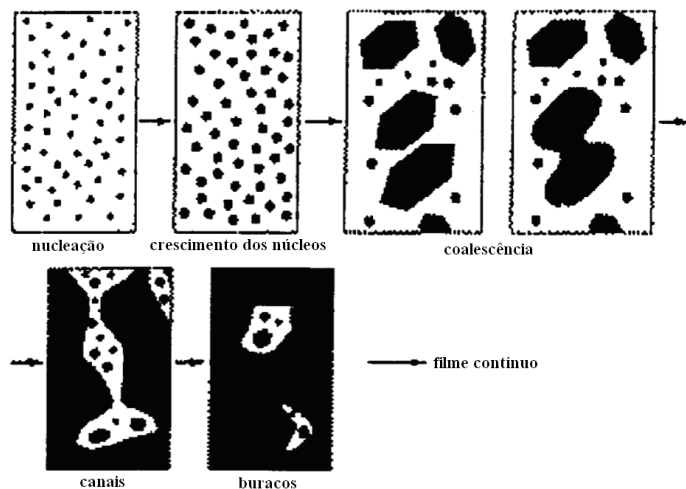 nucleação
crescimento dos núcleos
coalescência
filme contínuo
canais
buracos